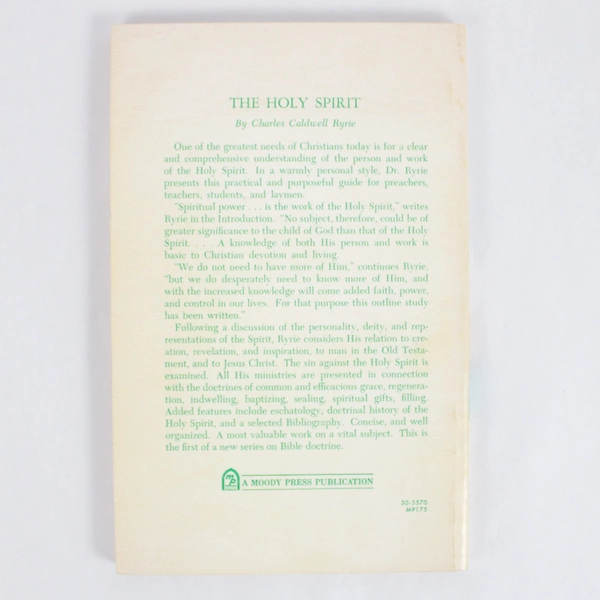 THE HOLY SPIRIT
By Charles Caldwell Ryrie
One of the greatest needs of Christians today is for a clear
and comprehensive understanding of the person and work
of the Holy Spirit. In a warmly personal style, Dr. Ryrie
presents this practical and purposeful guide for preachers,
teachers, students, and laymen.
"Spiritual power . . . is the work of the Holy Spirit," writes
Ryrie in the Introduction. "No subject, therefore, could be of
greater significance to the child of God than that of the Holy
Spirit. . . . A knowledge of both His person and work is
basic to Christian devotion and living.
"We do not need to have more of Him," continues Ryrie,
"but we do desperately need to know more of Him, and
with the increased knowledge will come added faith, power,
and control in our lives. For that purpose this outline study
has been written."
Following a discussion of the personality, deity, and rep-
resentations of the Spirit, Ryrie considers His relation to cre-
ation, revelation, and inspiration, to man in the Old Testa-
ment, and to Jesus Christ. The sin against the Holy Spirit is
examined. All His ministries are presented in connection
with the doctrines of common and efficacious grace, regenera-
tion, indwelling, baptizing, sealing, spiritual gifts, filling.
Added features include eschatology, doctrinal history of the
Holy Spirit, and a selected Bibliography. Concise, and well
organized. A most valuable work on a vital subject. This is
the first of a new series on Bible doctrine.
A MOODY PRESS PUBLICATION
30-3570
MP175